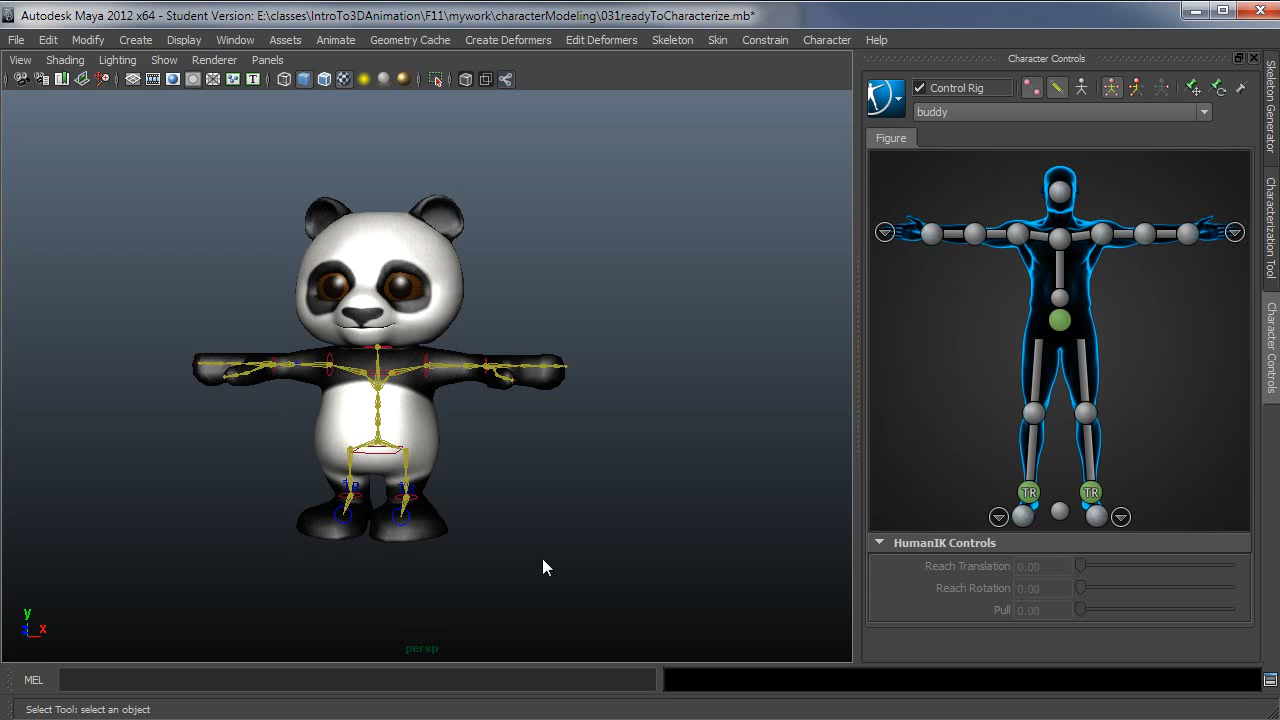 Autodesk Maya 2012 x64 - Student Version: E:\classes\IntroTo3DAnimation\F11\mywork\characterModeling\031readyToCharacterize.mb*
File Edit Modify Create Display Window Assets Animate Geometry Cache Create Deformers Edit Deformers Skeleton Skin Constrain Character Help
View Shading Lighting Show Renderer Panels
Character Controls
Control Rig
buddy
Figure
TR TR
HumanIK Controls
Reach Translation 0.00
Reach Rotation 0.00
Pull 0.00
Skeleton Generator
Characterization Tool
Character Controls
y
z x
persp
MEL
Select Tool: select an object